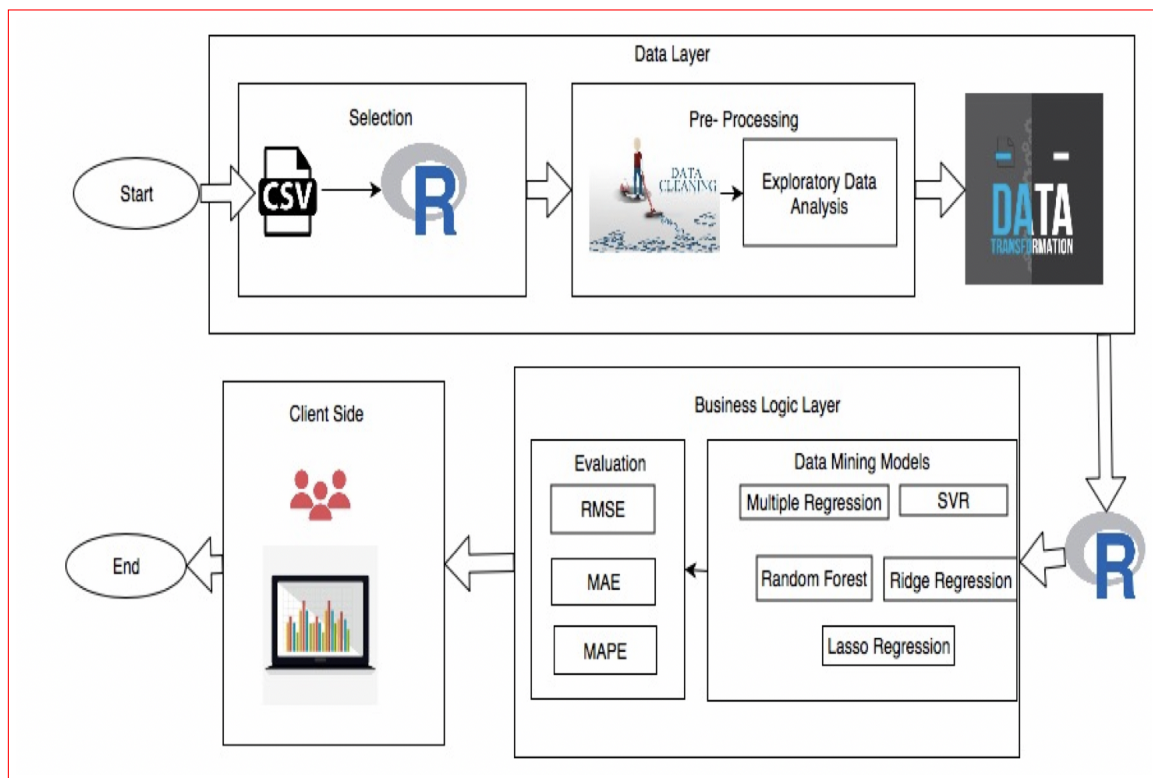 Data Layer
Selection
Pre- Processing
Start
CSV
R
DATA
CLEANING
Exploratory Data
Analysis
DATA
TRANSFORMATION
Client Side
Business Logic Layer
Evaluation
RMSE
MAE
MAPE
Data Mining Models
Multiple Regression
SVR
Random Forest
Ridge Regression
Lasso Regression
R
End